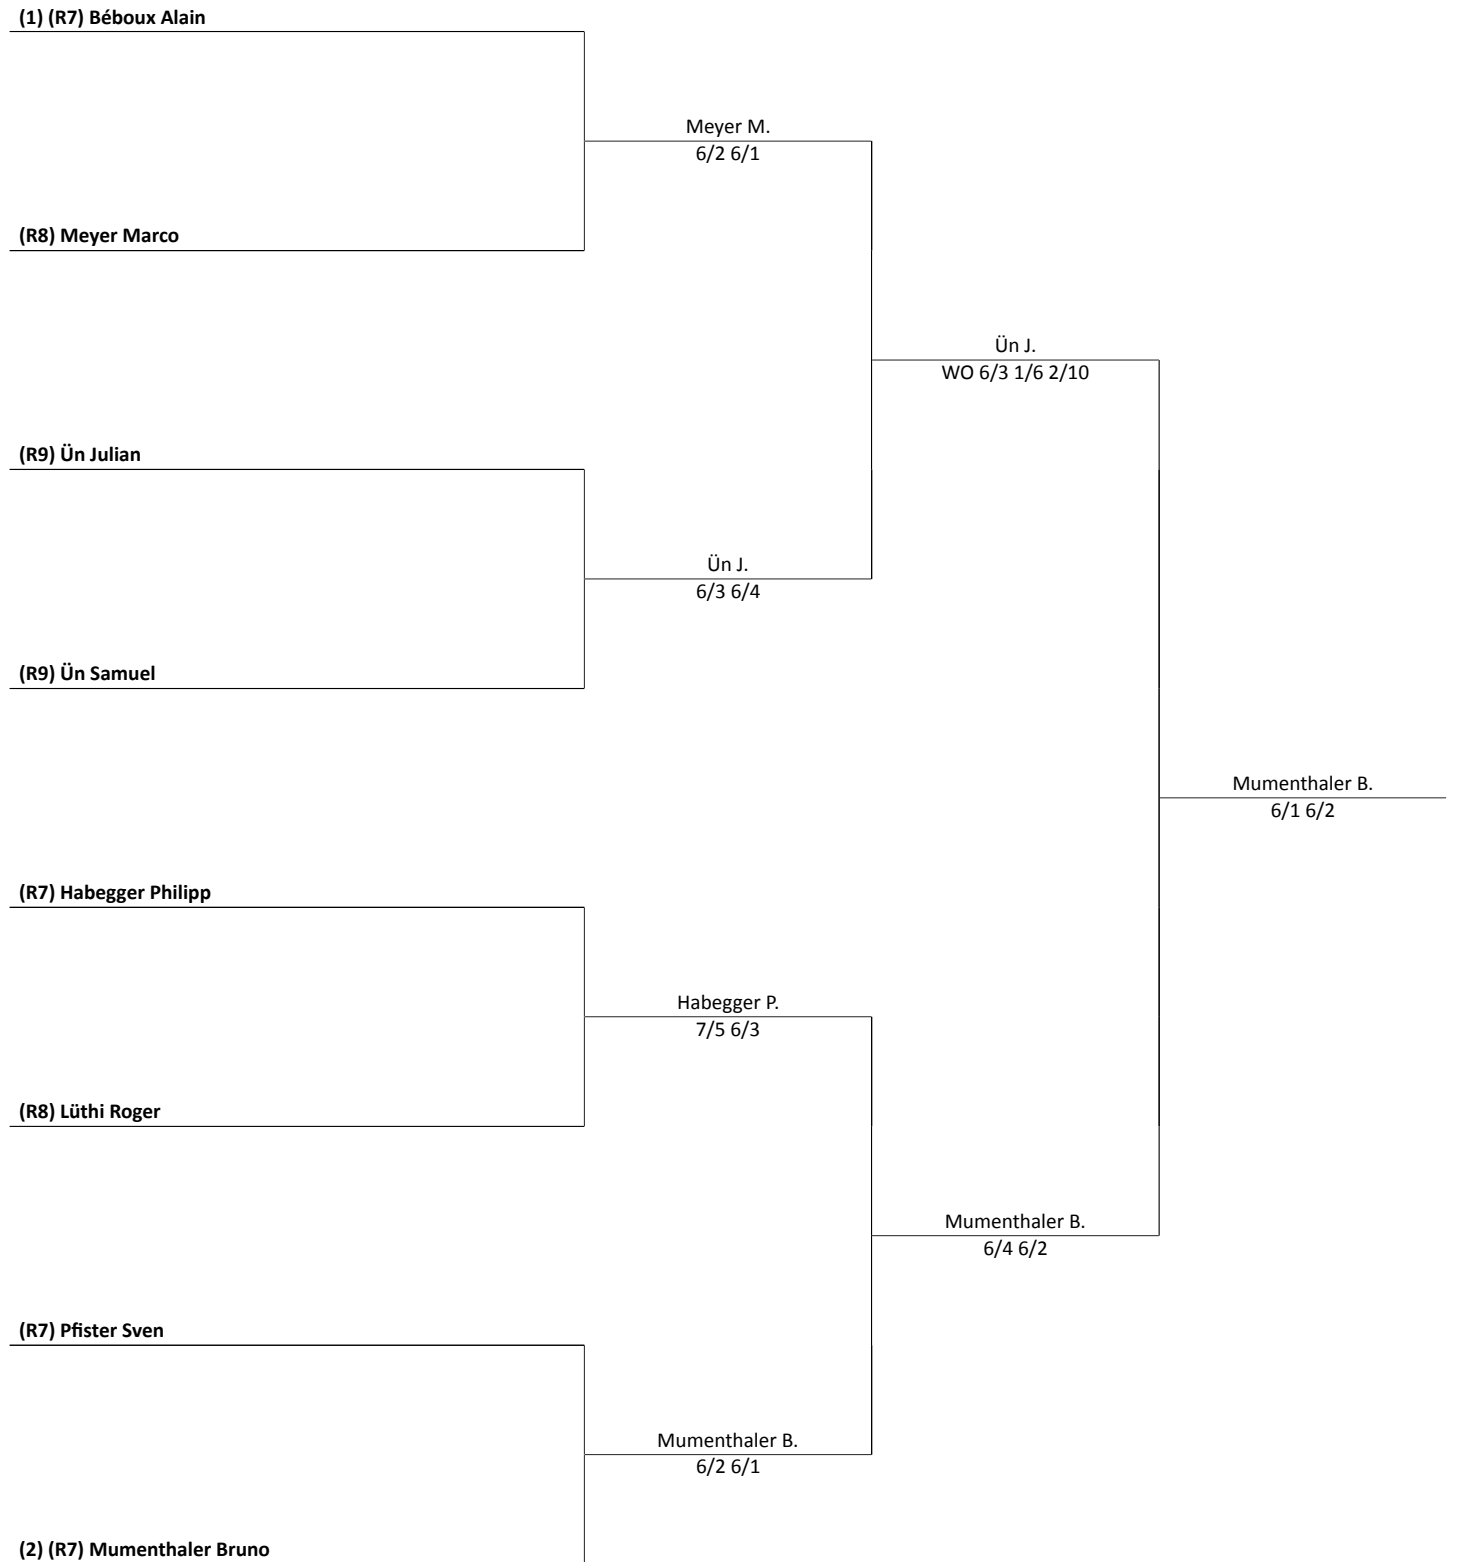 (1) (R7) Béboux Alain
Meyer M.
6/2 6/1
(R8) Meyer Marco
Ün J.
WO 6/3 1/6 2/10
(R9) Ün Julian
Ün J.
6/3 6/4
(R9) Ün Samuel
Mumenthaler B.
6/1 6/2
(R7) Habegger Philipp
Habegger P.
7/5 6/3
(R8) Lüthi Roger
Mumenthaler B.
6/4 6/2
(R7) Pfister Sven
Mumenthaler B.
6/2 6/1
(2) (R7) Mumenthaler Bruno